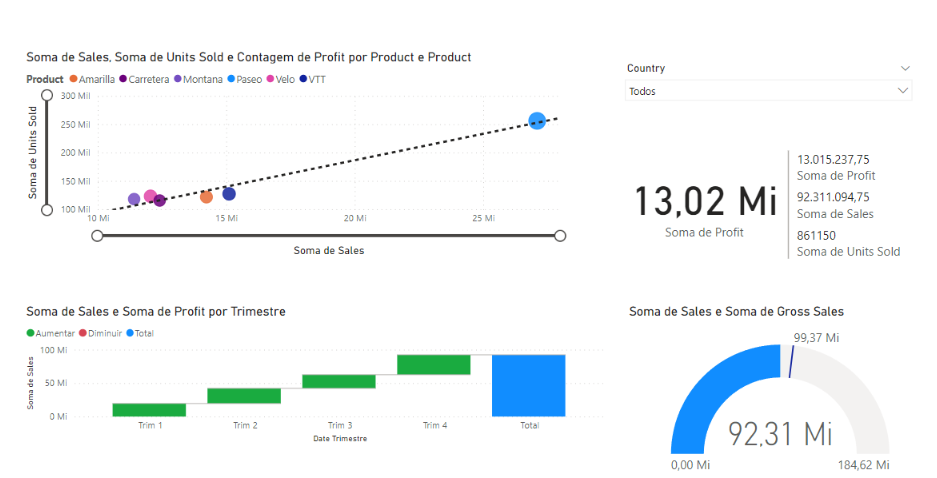 Soma de Sales, Soma de Units Sold e Contagem de Profit por Product e Product
Product Amarilla Carretera Montana Paseo Velo VTT
Soma de Units Sold
300 Mil
250 Mil
200 Mil
150 Mil
100 Mil
10 Mi 15 Mi 20 Mi 25 Mi
Soma de Sales
Country
Todos
13,02 Mi
Soma de Profit
13.015.237,75
Soma de Profit
92.311.094,75
Soma de Sales
861150
Soma de Units Sold
Soma de Sales e Soma de Profit por Trimestre
Aumentar Diminuir Total
Soma de Sales
100 Mi
50 Mi
0 Mi
Trim 1 Trim 2 Trim 3 Trim 4 Total
Date Trimestre
Soma de Sales e Soma de Gross Sales
99,37 Mi
92,31 Mi
0,00 Mi 184,62 Mi